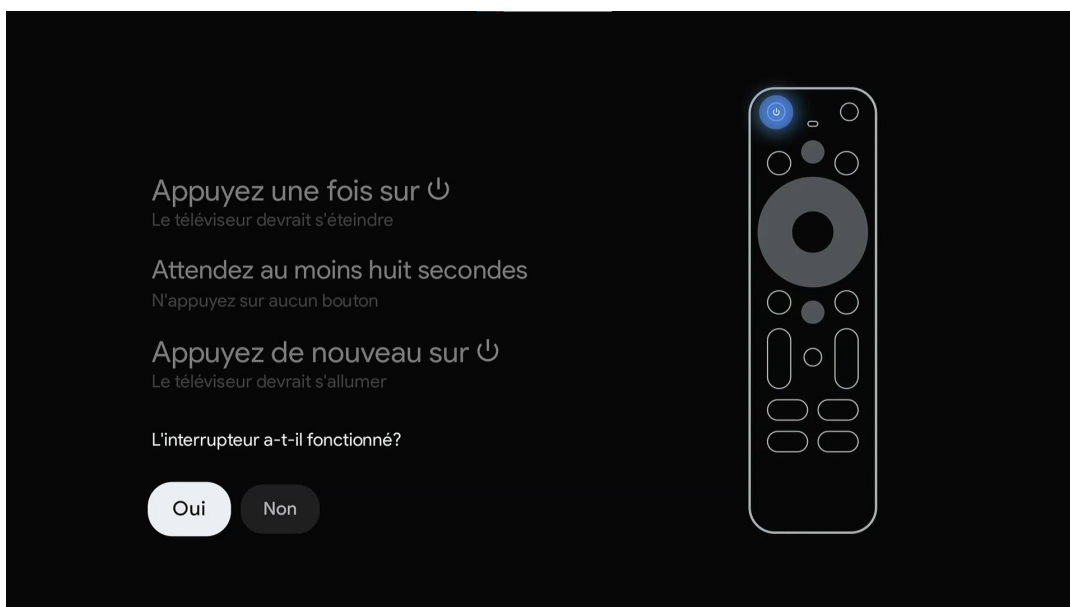 Appuyez une fois sur
Le téléviseur devrait s'éteindre
Attendez au moins huit secondes
N'appuyez sur aucun bouton
Appuyez de nouveau sur
Le téléviseur devrait s'allumer
L'interrupteur a-t-il fonctionné?
Oui
Non